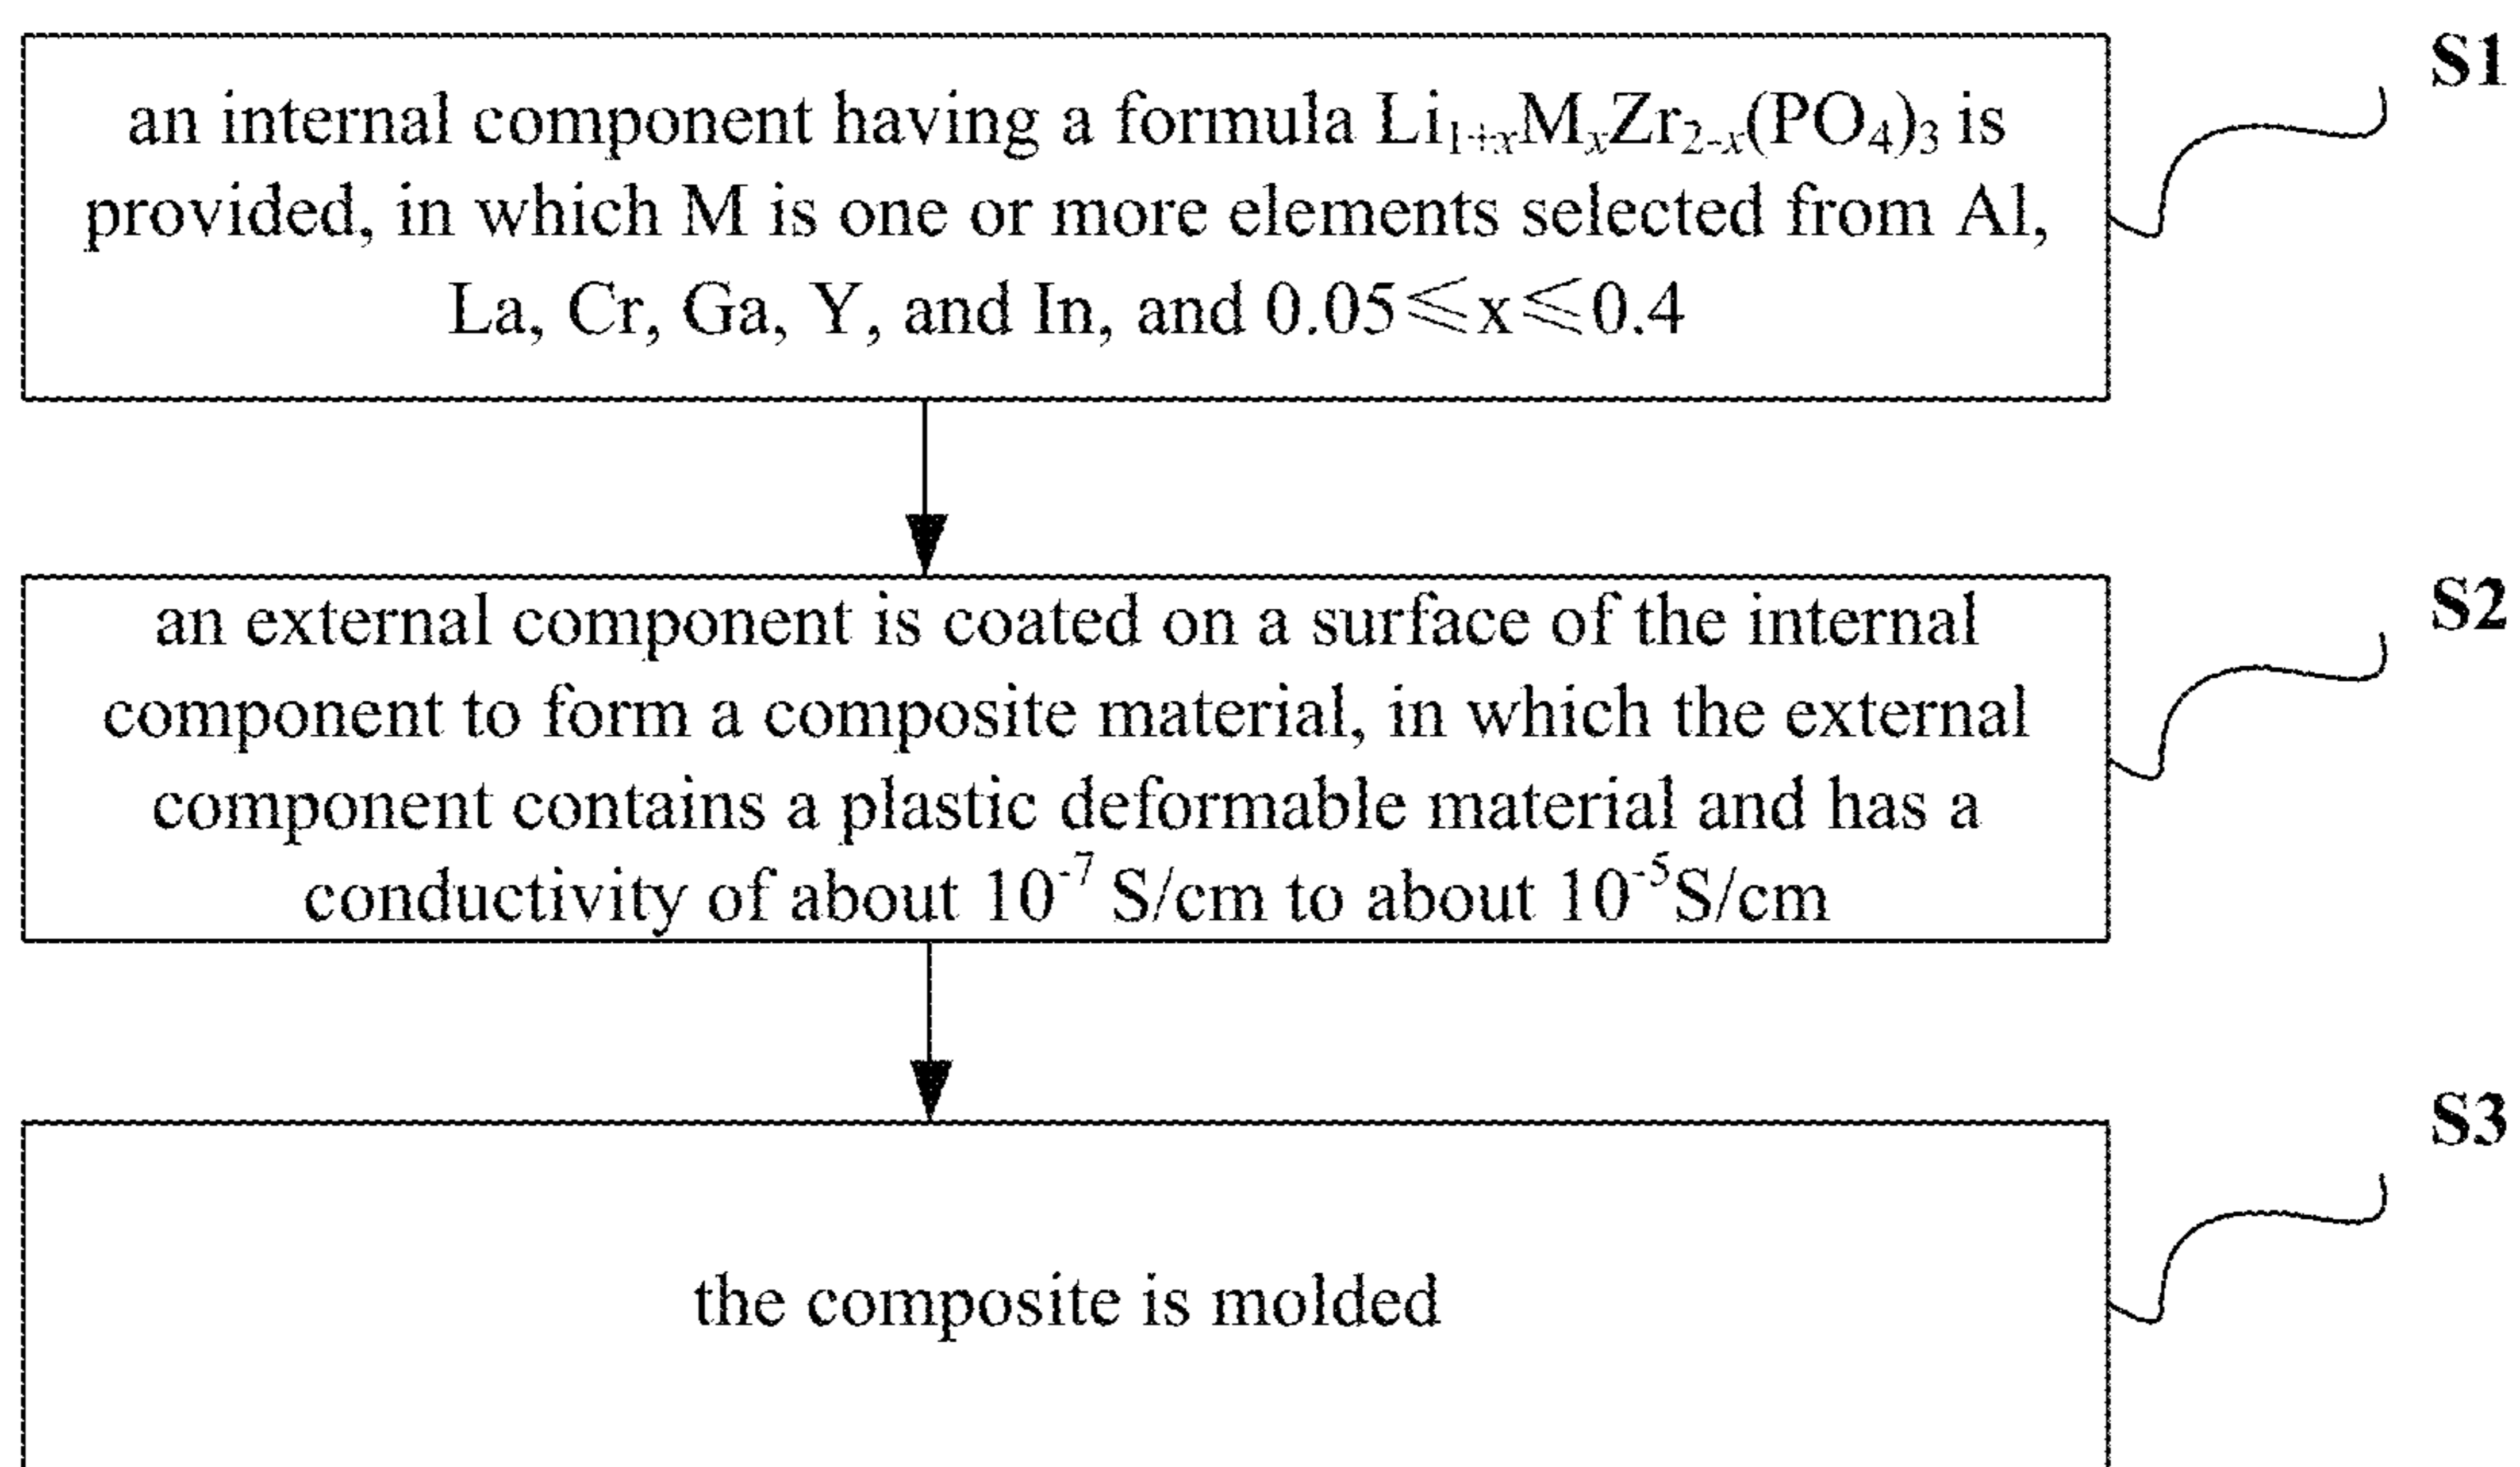 S1
an internal component having a formula Li₁₊ₓMₓZr₂₋ₓ(PO₄)₃ is
provided, in which M is one or more elements selected from Al,
La, Cr, Ga, Y, and In, and 0.05≤x≤0.4
S2
an external component is coated on a surface of the internal
component to form a composite material, in which the external
component contains a plastic deformable material and has a
conductivity of about 10⁻⁷ S/cm to about 10⁻⁵S/cm
S3
the composite is molded